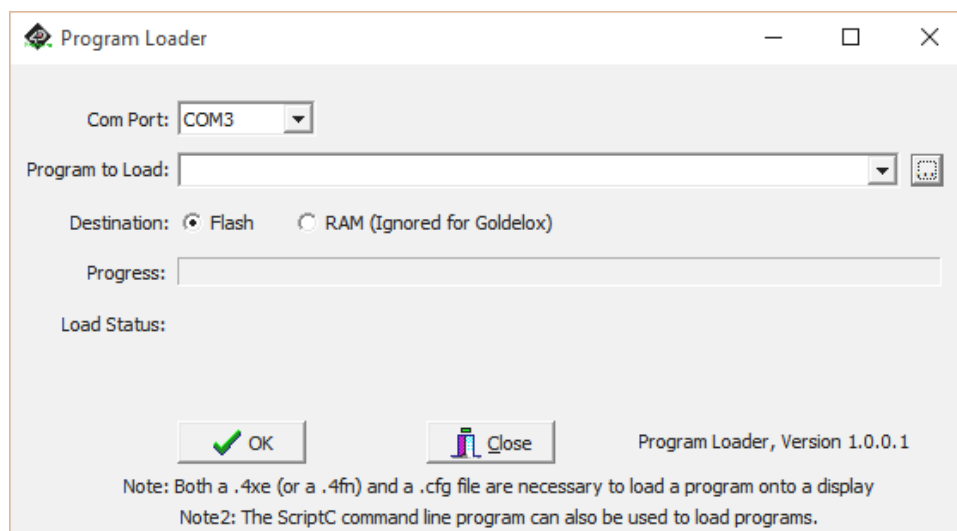 Program Loader
Com Port: COM3
Program to Load:
Destination: Flash RAM (Ignored for Goldelox)
Progress:
Load Status:
OK Close Program Loader, Version 1.0.0.1
Note: Both a .4xe (or a .4fn) and a .cfg file are necessary to load a program onto a display
Note2: The ScriptC command line program can also be used to load programs.